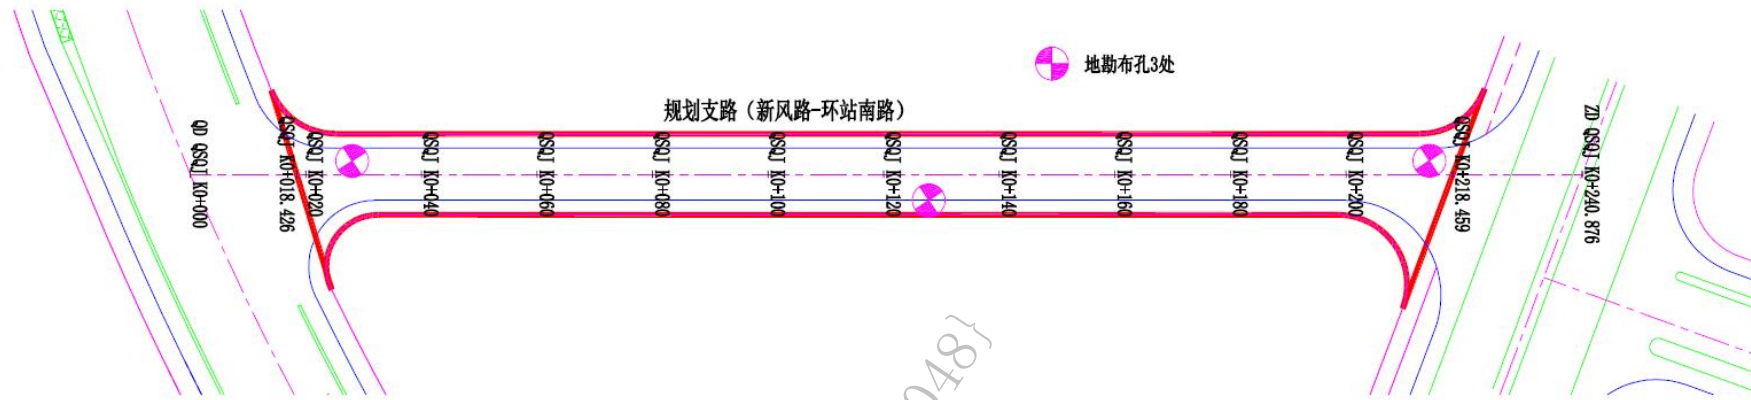 地勘布孔3处
规划支路（新风路-环站南路）
QD QSQJ K0+000
QSQJ K0+018.426
QSQJ K0+020
QSQJ K0+040
QSQJ K0+060
QSQJ K0+080
QSQJ K0+100
QSQJ K0+120
QSQJ K0+140
QSQJ K0+160
QSQJ K0+180
QSQJ K0+200
QSQJ K0+218.459
ZD QSQJ K0+240.876
048}